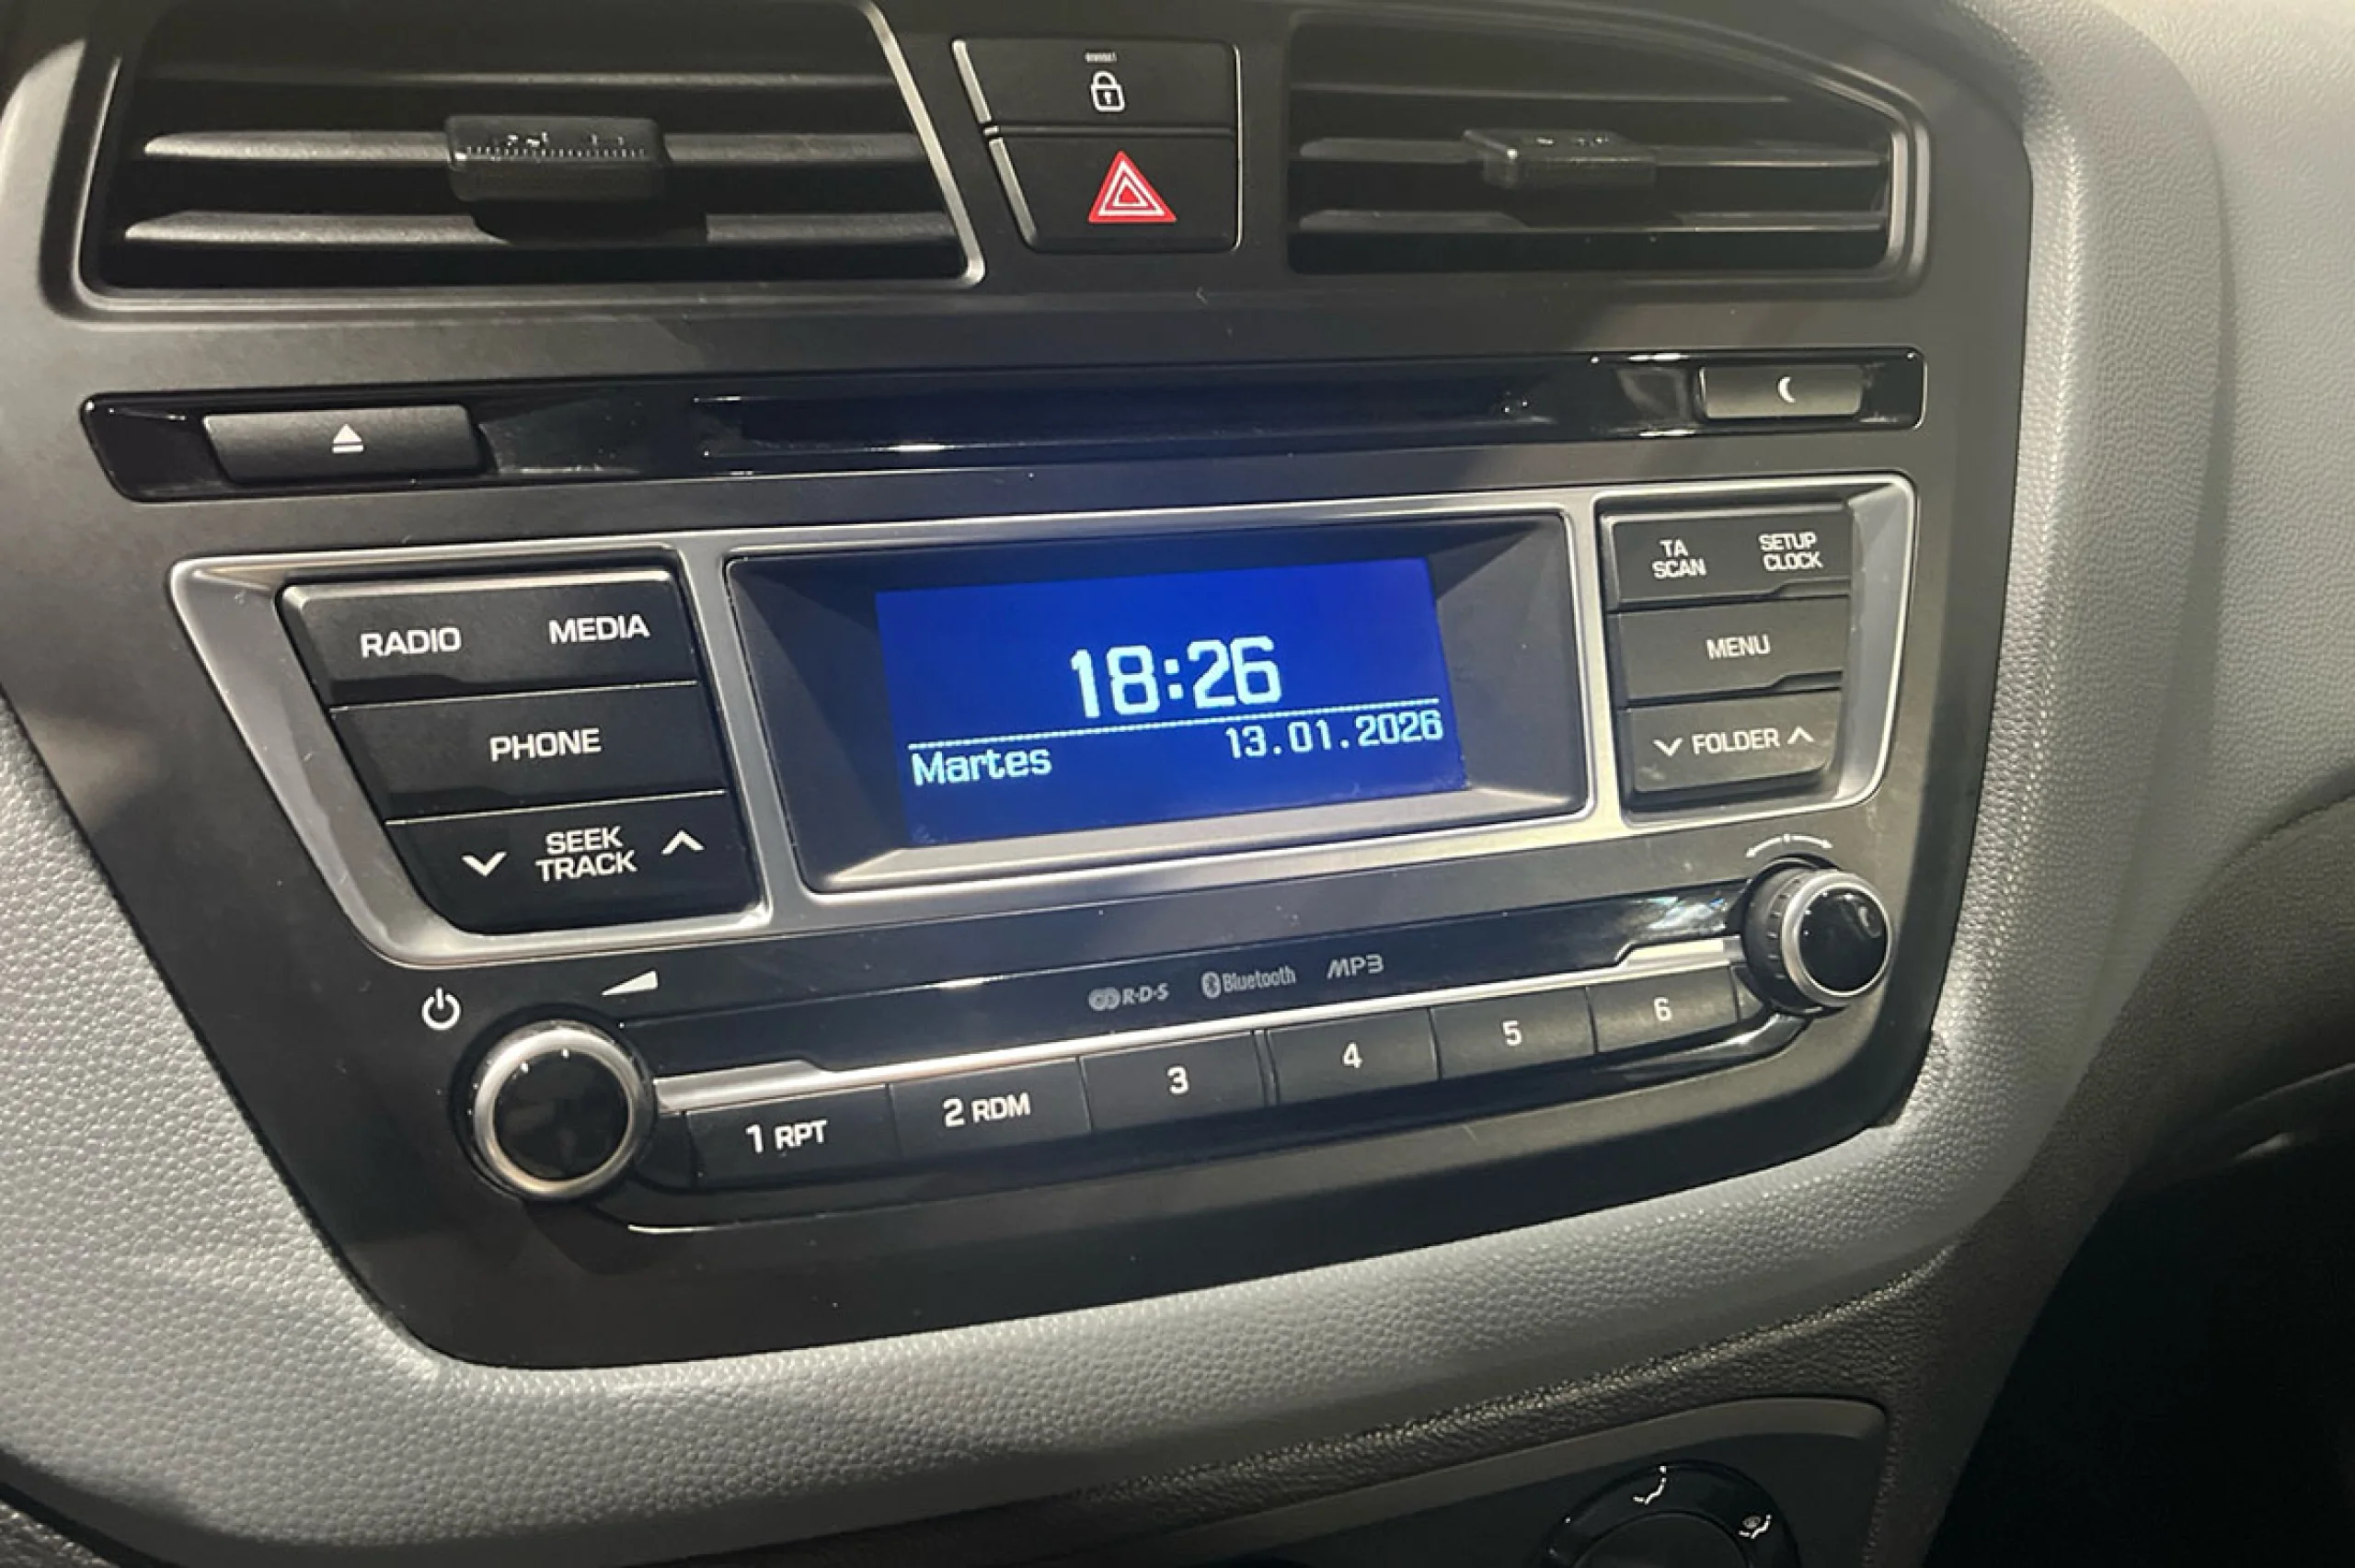 TA
SCAN
SETUP
CLOCK
RADIO
MEDIA
MENU
18:26
PHONE
Martes
13.01.2026
FOLDER
SEEK
TRACK
R·D·S
Bluetooth
MP3
1 RPT
2 RDM
3
4
5
6